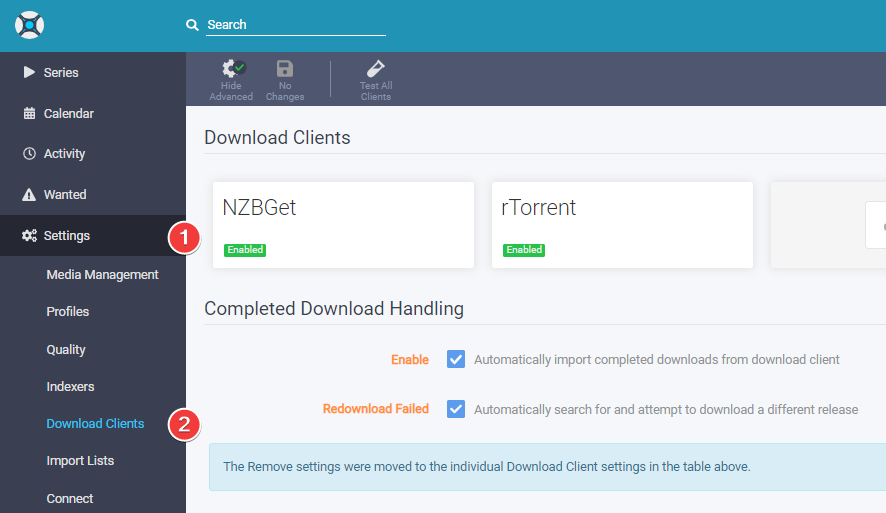 Search
Series
Calendar
Activity
Wanted
Settings
1
Media Management
Profiles
Quality
Indexers
Download Clients
2
Import Lists
Connect
Hide
Advanced
No
Changes
Test All
Clients
Download Clients
NZBGet
Enabled
rTorrent
Enabled
Completed Download Handling
Enable
Automatically import completed downloads from download client
Redownload Failed
Automatically search for and attempt to download a different release
The Remove settings were moved to the individual Download Client settings in the table above.